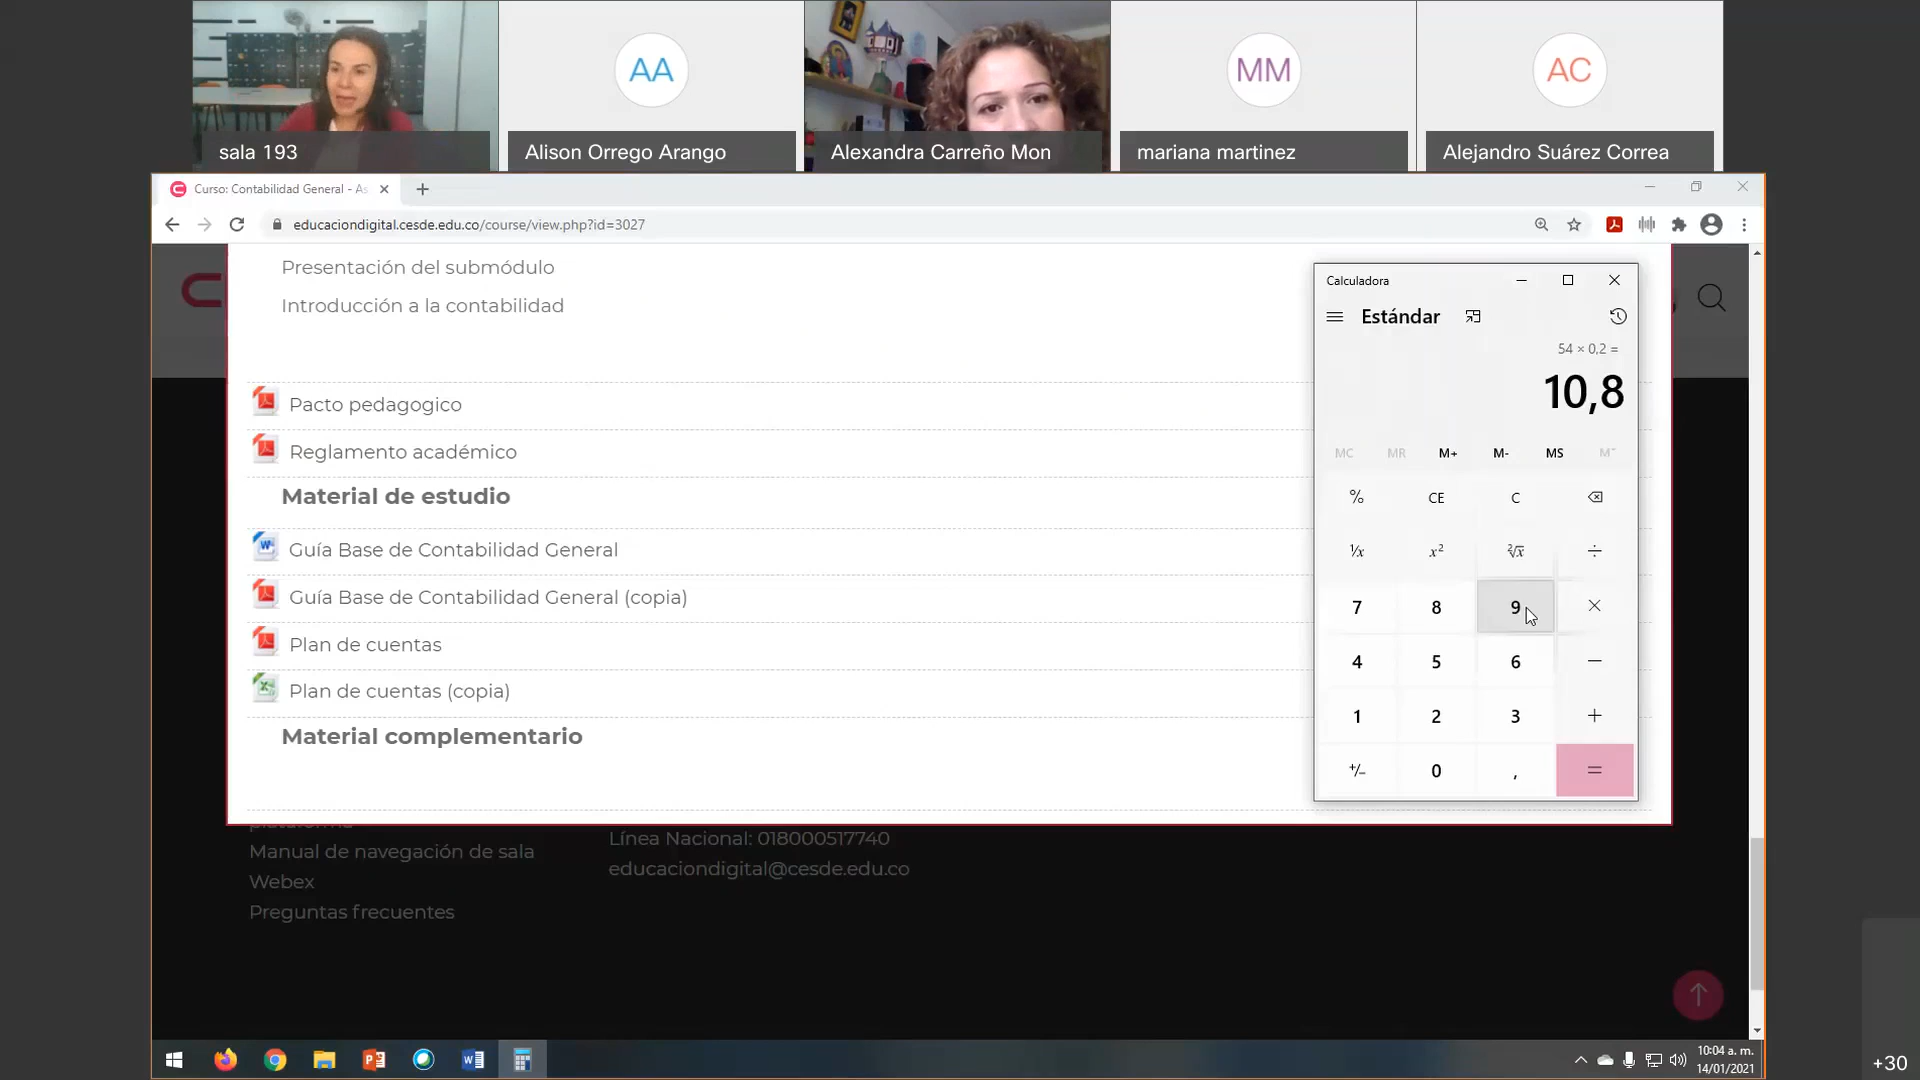 AA
MM
AC
sala 193
Alison Orrego Arango
Alexandra Carreño Mon
mariana martinez
Alejandro Suárez Correa
Curso: Contabilidad General - As
educaciondigital.cesde.edu.co/course/view.php?id=3027
Presentación del submódulo
Introducción a la contabilidad
Pacto pedagogico
Reglamento académico
Material de estudio
Guía Base de Contabilidad General
Guía Base de Contabilidad General (copia)
Plan de cuentas
Plan de cuentas (copia)
Material complementario
Calculadora
Estándar
54 × 0,2 =
10,8
MC MR M+ M- MS M˅
% CE C
¹/x x² ²√x ÷
7 8 9 ×
4 5 6 −
1 2 3 +
+/− 0 , =
Manual de navegación de sala
Webex
Preguntas frecuentes
Línea Nacional: 018000517740
educaciondigital@cesde.edu.co
10:04 a. m.
14/01/2021
+30